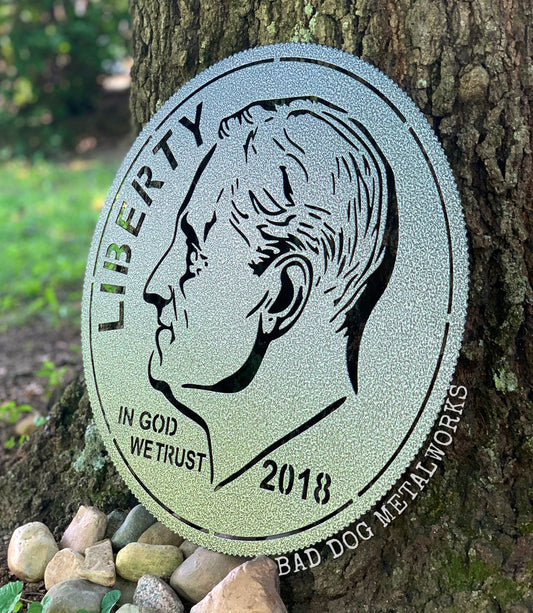 LIBERTY
IN GOD
WE TRUST
2018
BAD DOG METALWORKS